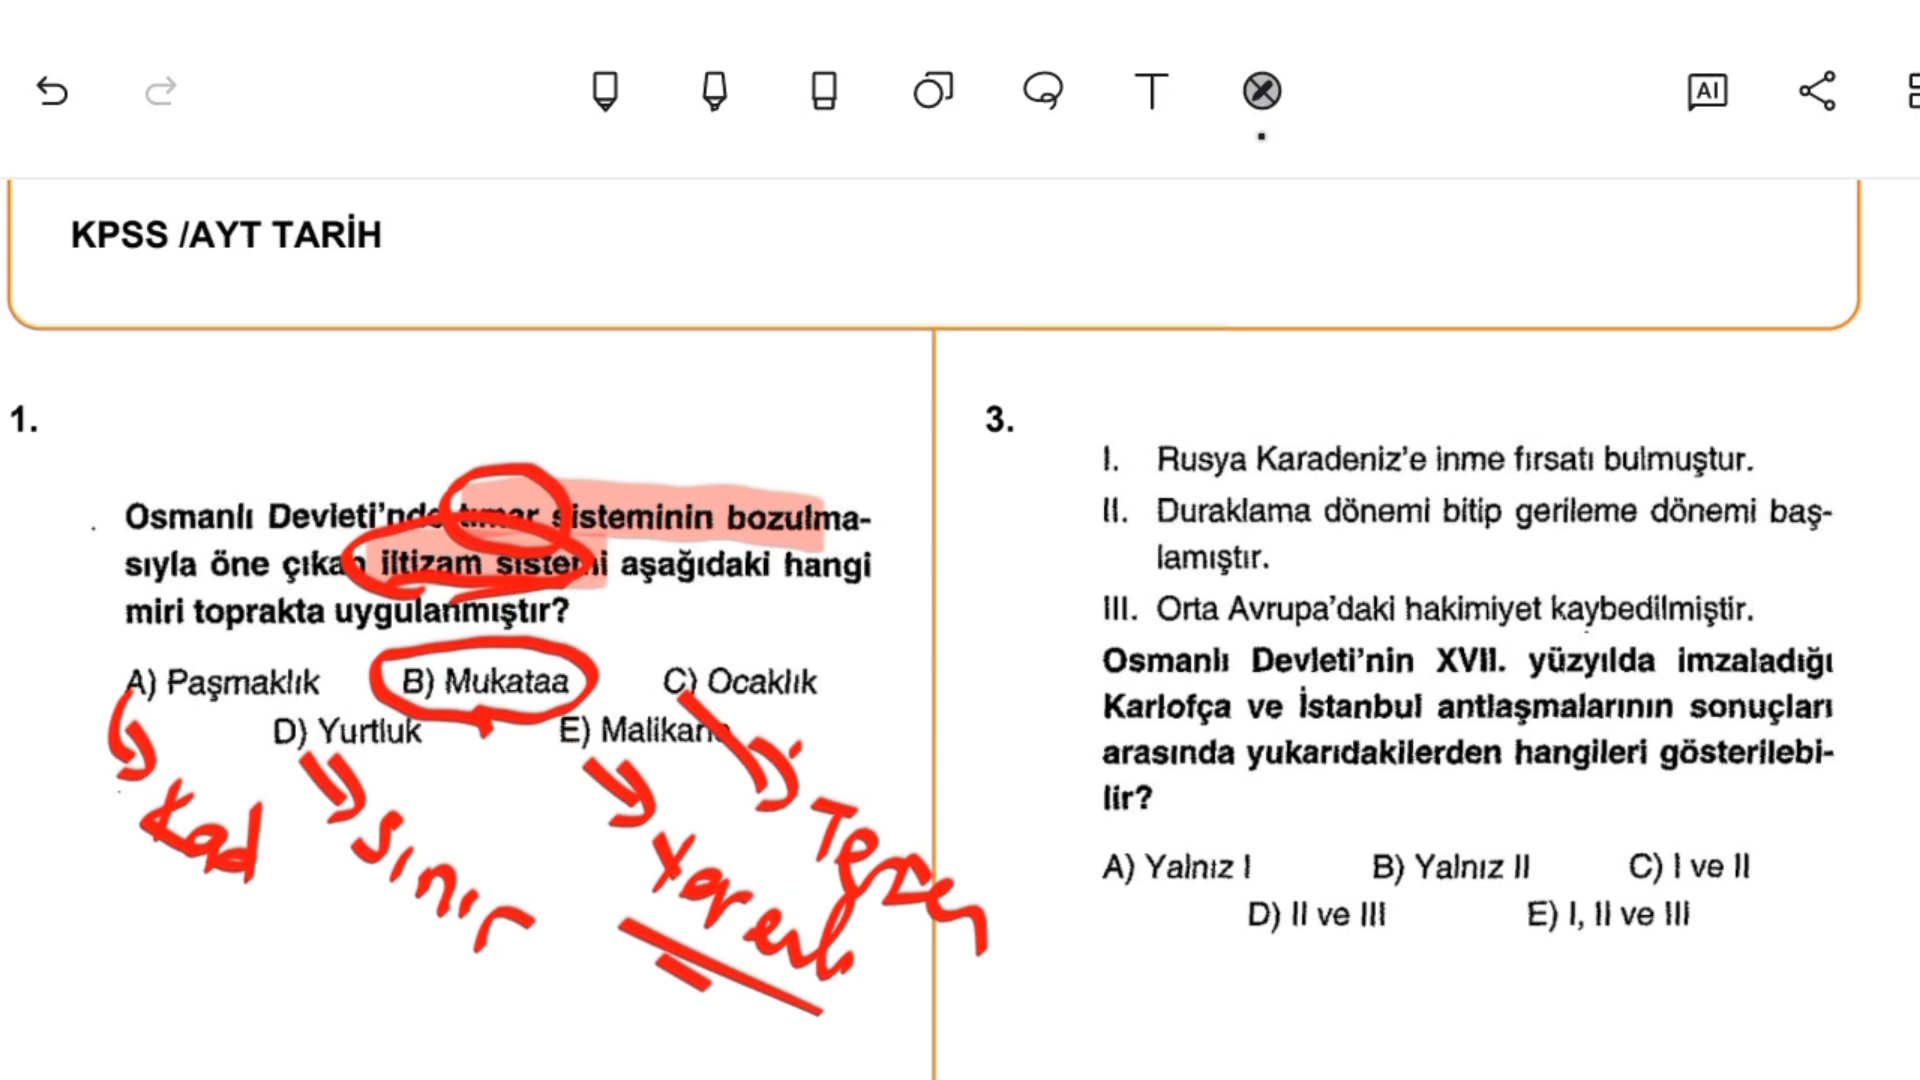 AI
KPSS /AYT TARİH
1.
Osmanlı Devleti'nde tımar sisteminin bozulma-
sıyla öne çıkan iltizam sistemi aşağıdaki hangi
miri toprakta uygulanmıştır?
A) Paşmaklık B) Mukataa C) Ocaklık
D) Yurtluk E) Malikane
Kad
Sınır
Yararlı
3.
I. Rusya Karadeniz'e inme fırsatı bulmuştur.
II. Duraklama dönemi bitip gerileme dönemi baş-
lamıştır.
III. Orta Avrupa'daki hakimiyet kaybedilmiştir.
Osmanlı Devleti'nin XVII. yüzyılda imzaladığı
Karlofça ve İstanbul antlaşmalarının sonuçları
arasında yukarıdakilerden hangileri gösterilebi-
lir?
A) Yalnız I B) Yalnız II C) I ve II
D) II ve III E) I, II ve III